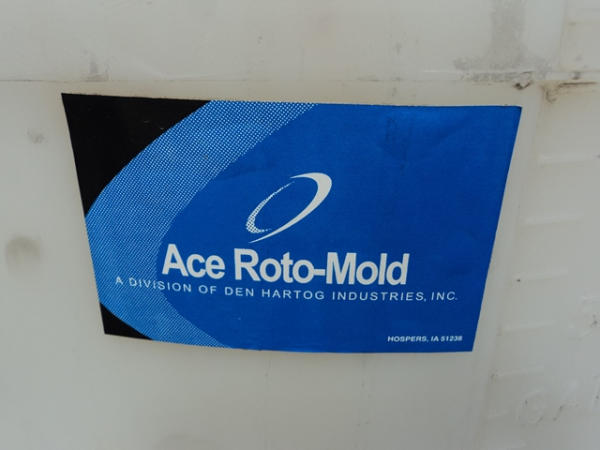 Ace Roto-Mold
A DIVISION OF DEN HARTOG INDUSTRIES, INC.
HOSPERS, IA 51238